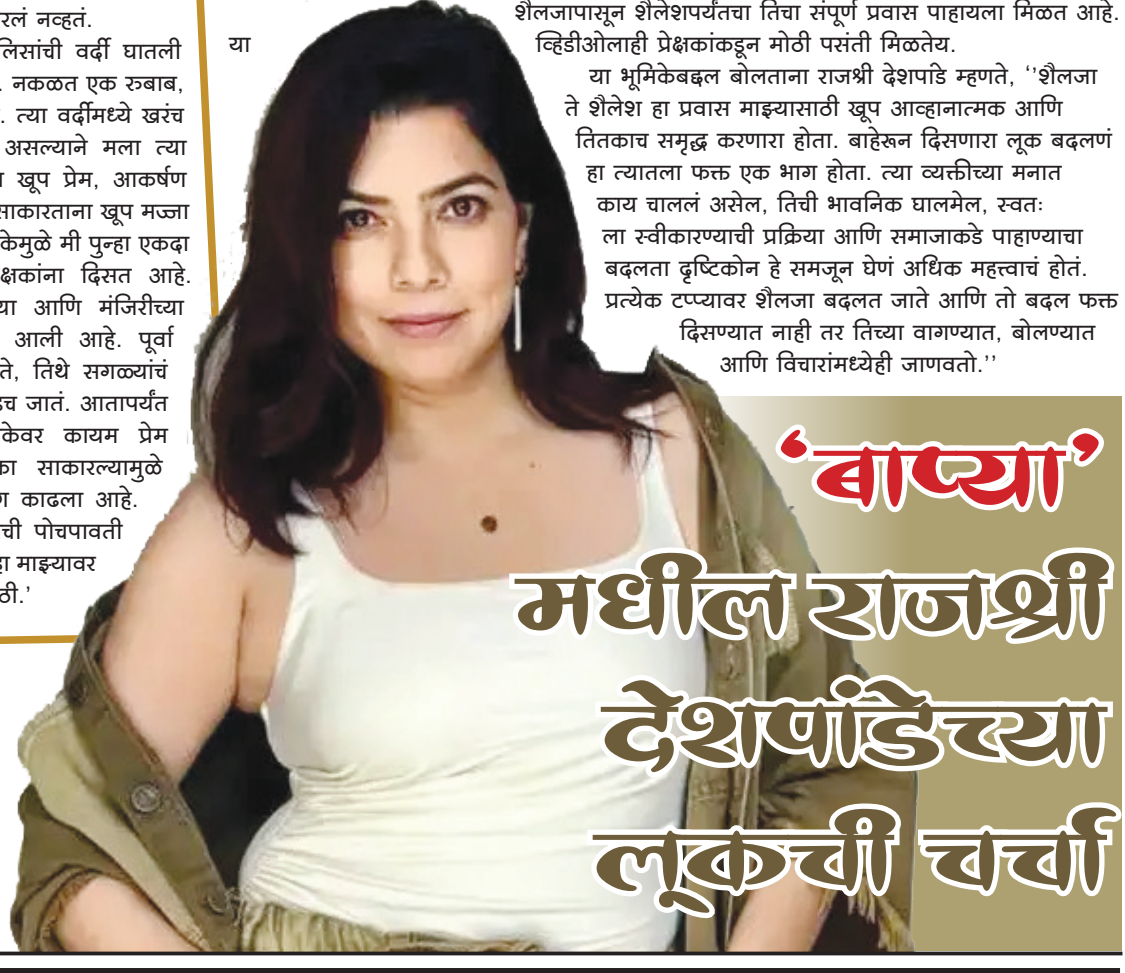 रलं नव्हतं.
लिसांची वर्दी घातली
. नकळत एक रुबाब,
. त्या वर्दीमध्ये खरंच
असल्याने मला त्या
खूप प्रेम, आकर्षण
साकारताना खूप मज्जा
केमुळे मी पुन्हा एकदा
क्षकांना दिसत आहे.
या आणि मंजिरीच्या
आली आहे. पूर्वा
ते, तिथे सगळ्यांचं
च जातं. आतापर्यंत
केवर कायम प्रेम
का साकारल्यामुळे
ग काढला आहे.
ची पोचपावती
हा माझ्यावर
ठी.'
या
शैलजापासून शैलेशपर्यंतचा तिचा संपूर्ण प्रवास पाहायला मिळत आहे.
व्हिडीओलाही प्रेक्षकांकडून मोठी पसंती मिळतेय.
या भूमिकेबद्दल बोलताना राजश्री देशपांडे म्हणते, ‘'शैलजा
ते शैलेश हा प्रवास माझ्यासाठी खूप आव्हानात्मक आणि
तितकाच समृद्ध करणारा होता. बाहेरून दिसणारा लूक बदलणं
हा त्यातला फक्त एक भाग होता. त्या व्यक्तीच्या मनात
काय चाललं असेल, तिची भावनिक घालमेल, स्वतः
ला स्वीकारण्याची प्रक्रिया आणि समाजाकडे पाहाण्याचा
बदलता दृष्टिकोन हे समजून घेणं अधिक महत्त्वाचं होतं.
प्रत्येक टप्प्यावर शैलजा बदलत जाते आणि तो बदल फक्त
दिसण्यात नाही तर तिच्या वागण्यात, बोलण्यात
आणि विचारांमध्येही जाणवतो.''
‘बाप्या’
मधील राजश्री
देशपांडेच्या
लूकची चर्चा